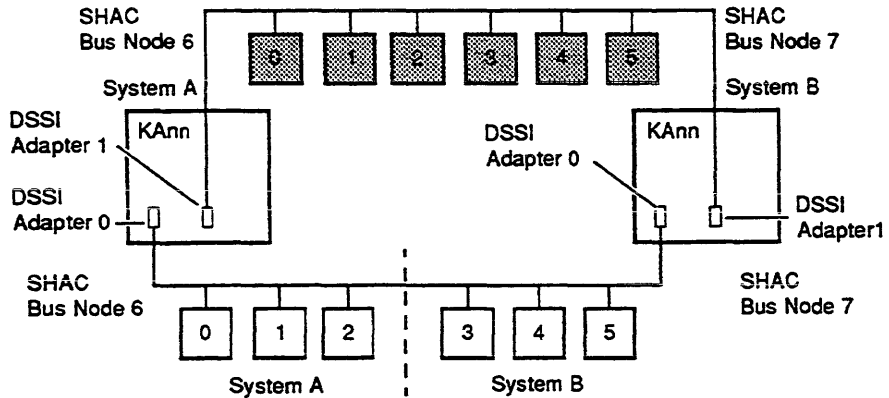 SHAC
Bus Node 6
0 1 2 3 4 5
SHAC
Bus Node 7
System A
System B
DSSI
Adapter 1
KAnn
DSSI
Adapter 0
KAnn
DSSI
Adapter 0
DSSI
Adapter1
SHAC
Bus Node 6
SHAC
Bus Node 7
0 1 2 3 4 5
System A
System B